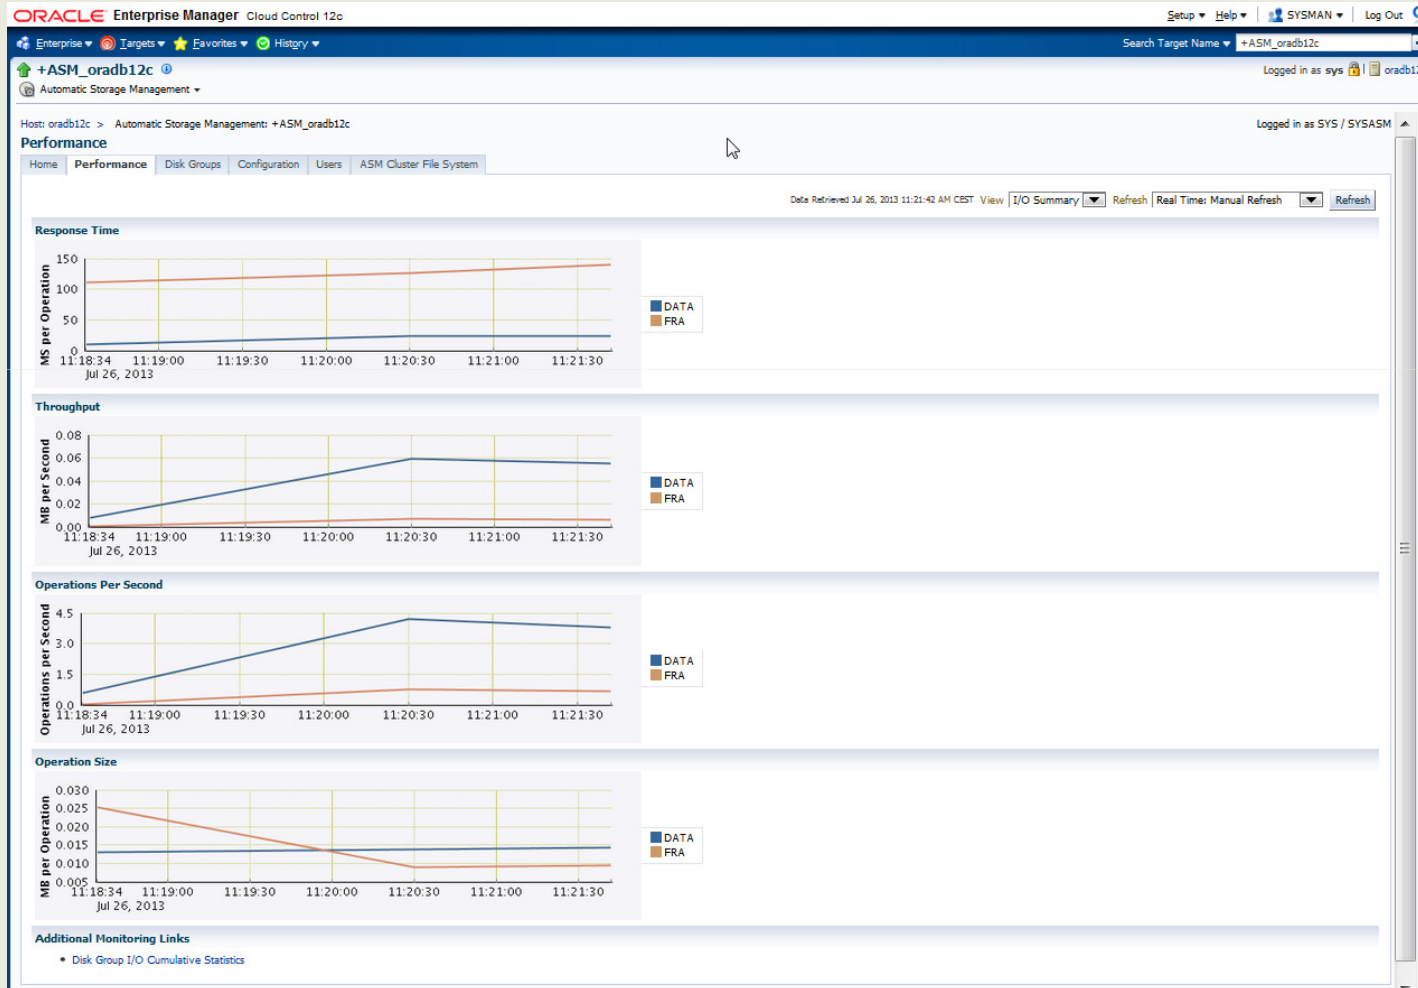 ORACLE Enterprise Manager Cloud Control 12c Setup Help SYSMAN Log Out
Enterprise Targets Favorites History Search Target Name +ASM_oradb12c
+ASM_oradb12c Logged in as sys oradb12
Automatic Storage Management
Host: oradb12c > Automatic Storage Management: +ASM_oradb12c Logged in as SYS / SYSASM
Performance
Home Performance Disk Groups Configuration Users ASM Cluster File System
Data Retrieved Jul 26, 2013 11:21:42 AM CEST View I/O Summary Refresh Real Time: Manual Refresh Refresh
Response Time
MS per Operation
150
100
50
0
11:18:34 11:19:00 11:19:30 11:20:00 11:20:30 11:21:00 11:21:30
Jul 26, 2013
DATA
FRA
Throughput
MB per Second
0.08
0.06
0.04
0.02
0.00
11:18:34 11:19:00 11:19:30 11:20:00 11:20:30 11:21:00 11:21:30
Jul 26, 2013
DATA
FRA
Operations Per Second
Operations per Second
4.5
3.0
1.5
0.0
11:18:34 11:19:00 11:19:30 11:20:00 11:20:30 11:21:00 11:21:30
Jul 26, 2013
DATA
FRA
Operation Size
MB per Operation
0.030
0.025
0.020
0.015
0.010
0.005
11:18:34 11:19:00 11:19:30 11:20:00 11:20:30 11:21:00 11:21:30
Jul 26, 2013
DATA
FRA
Additional Monitoring Links
• Disk Group I/O Cumulative Statistics